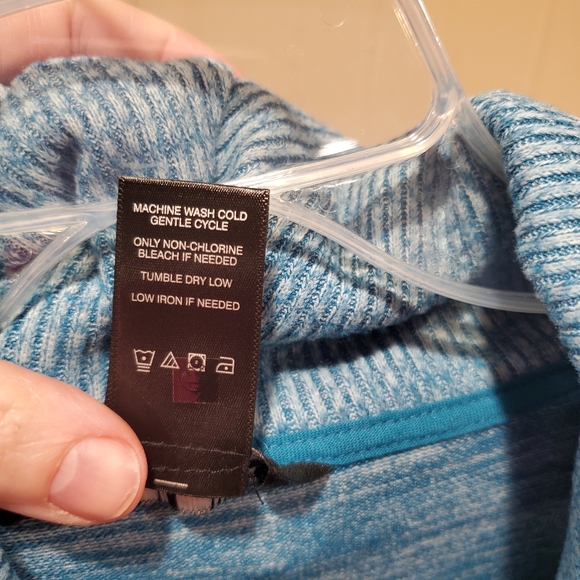 MACHINE WASH COLD
GENTLE CYCLE
ONLY NON-CHLORINE
BLEACH IF NEEDED
TUMBLE DRY LOW
LOW IRON IF NEEDED